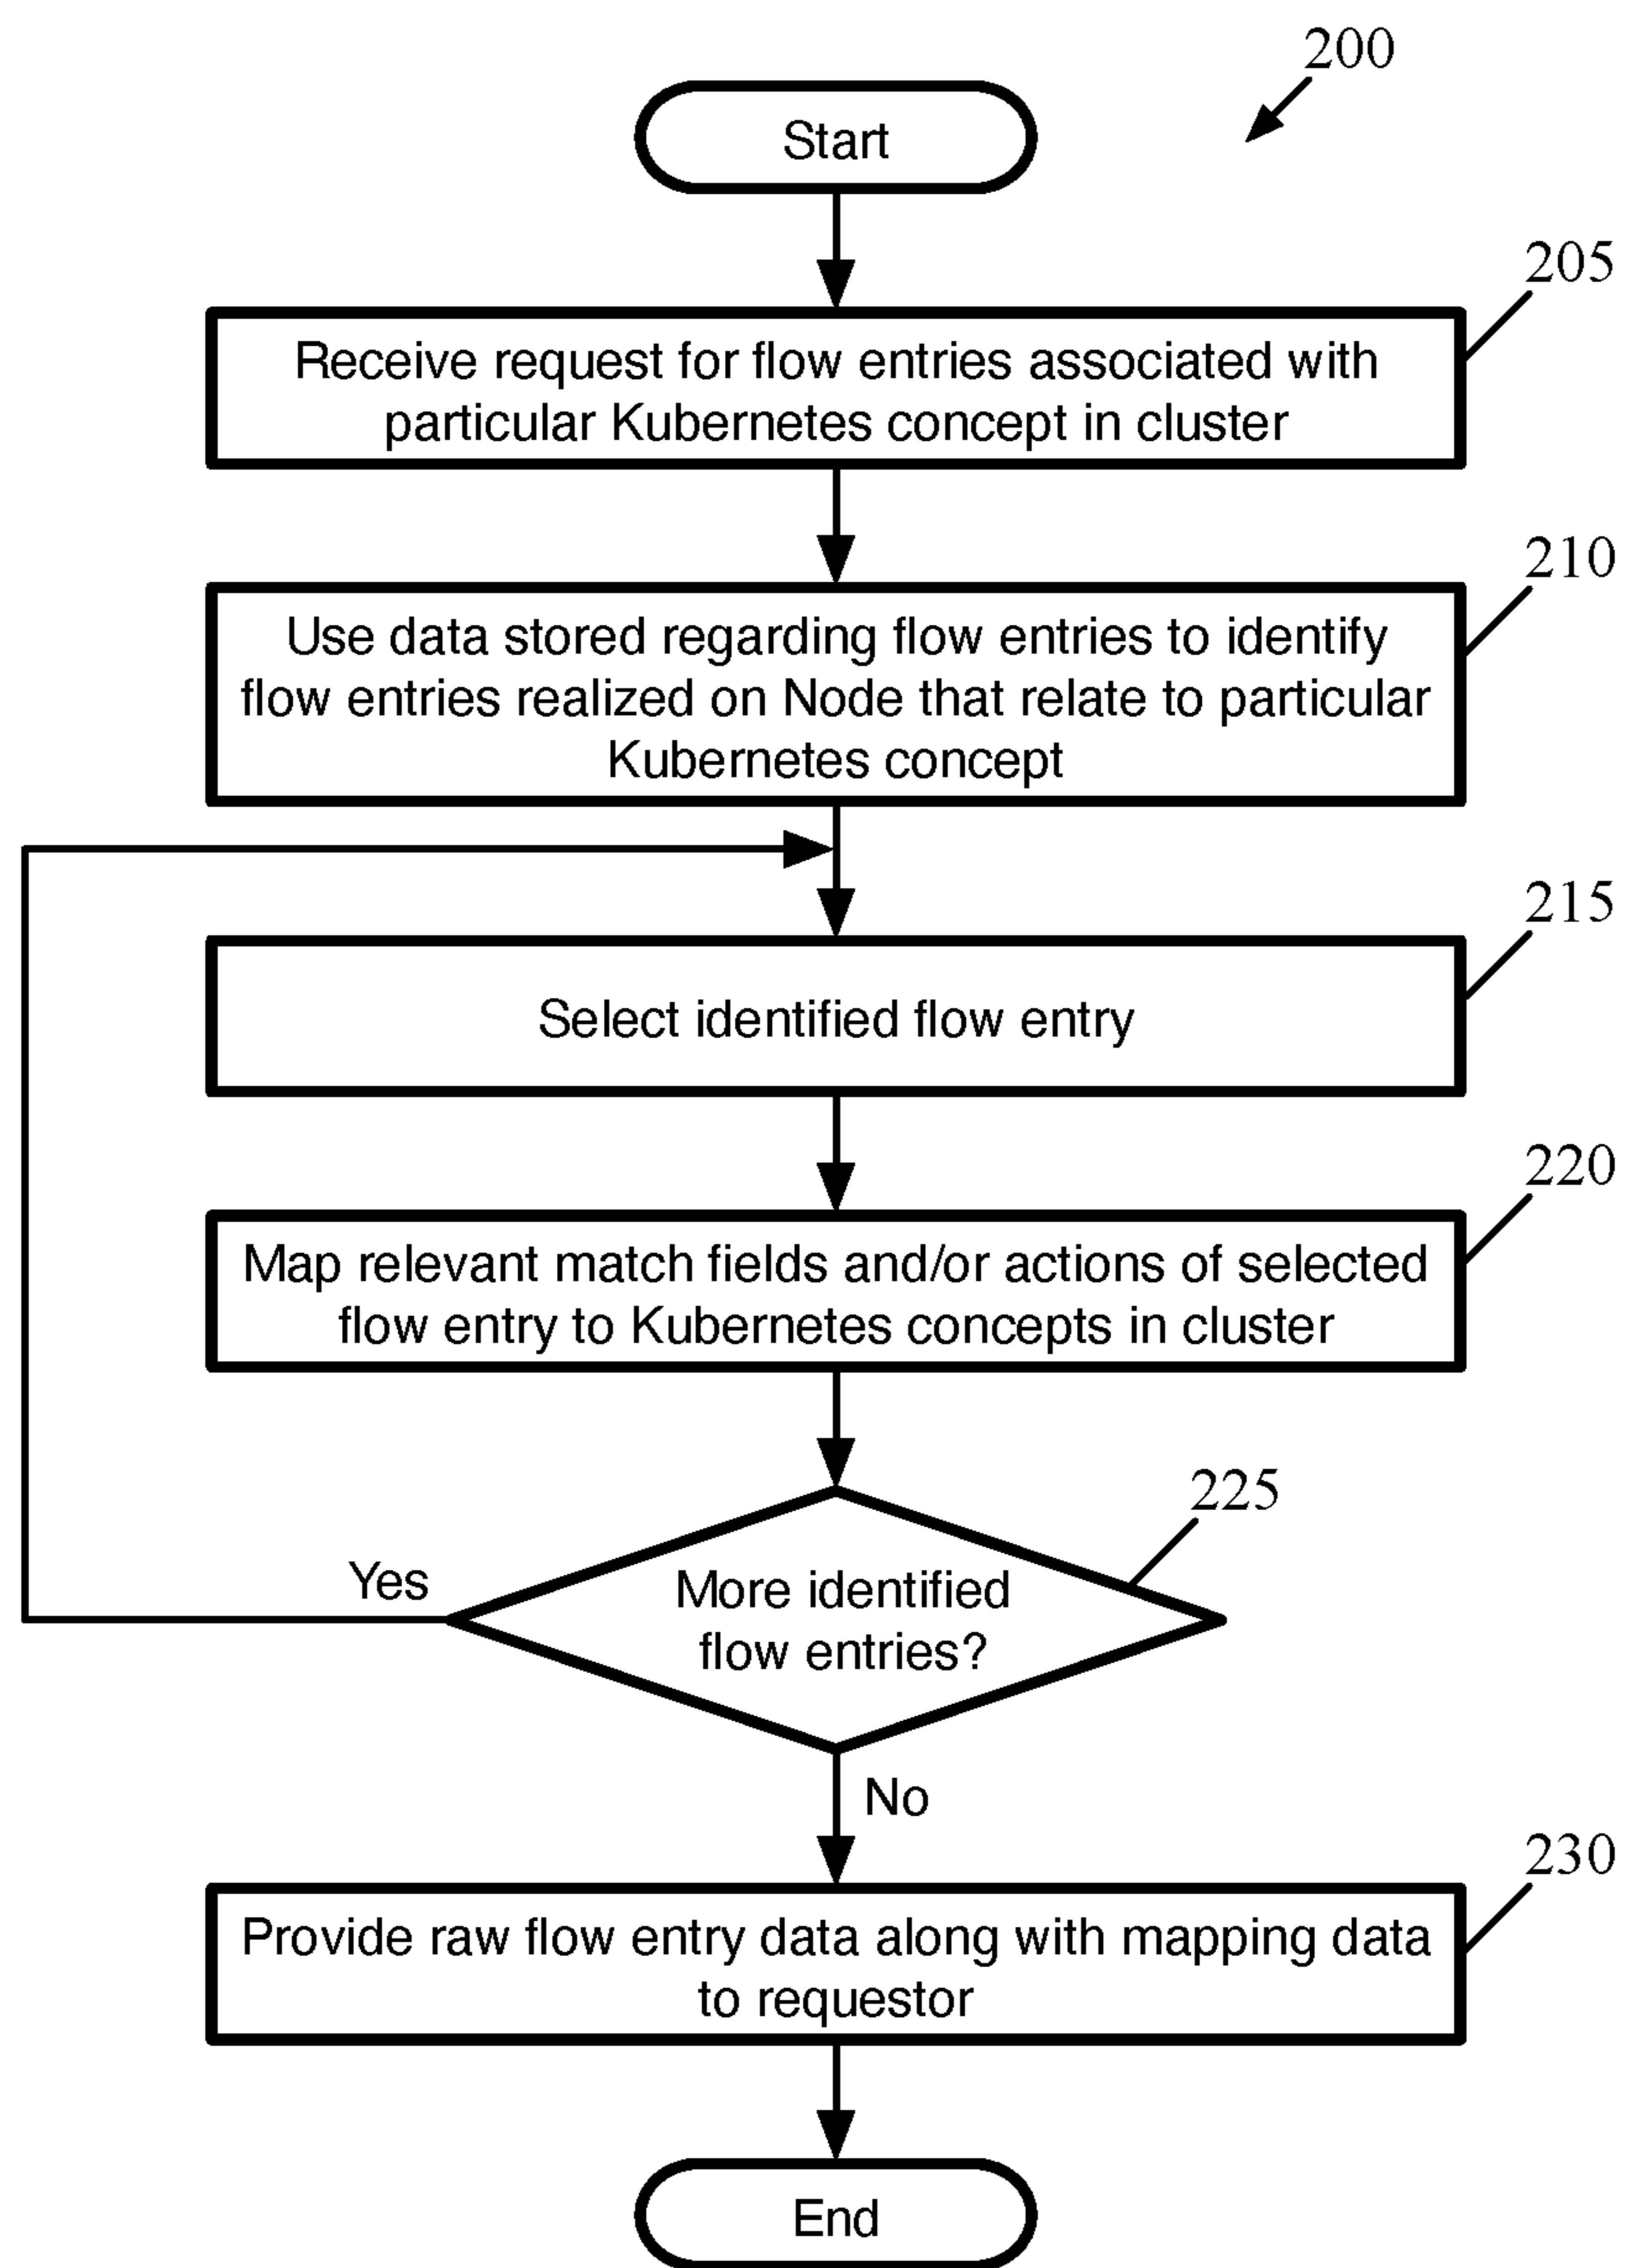 200
Start
205
Receive request for flow entries associated with
particular Kubernetes concept in cluster
210
Use data stored regarding flow entries to identify
flow entries realized on Node that relate to particular
Kubernetes concept
215
Select identified flow entry
220
Map relevant match fields and/or actions of selected
flow entry to Kubernetes concepts in cluster
225
Yes
More identified
flow entries?
No
230
Provide raw flow entry data along with mapping data
to requestor
End